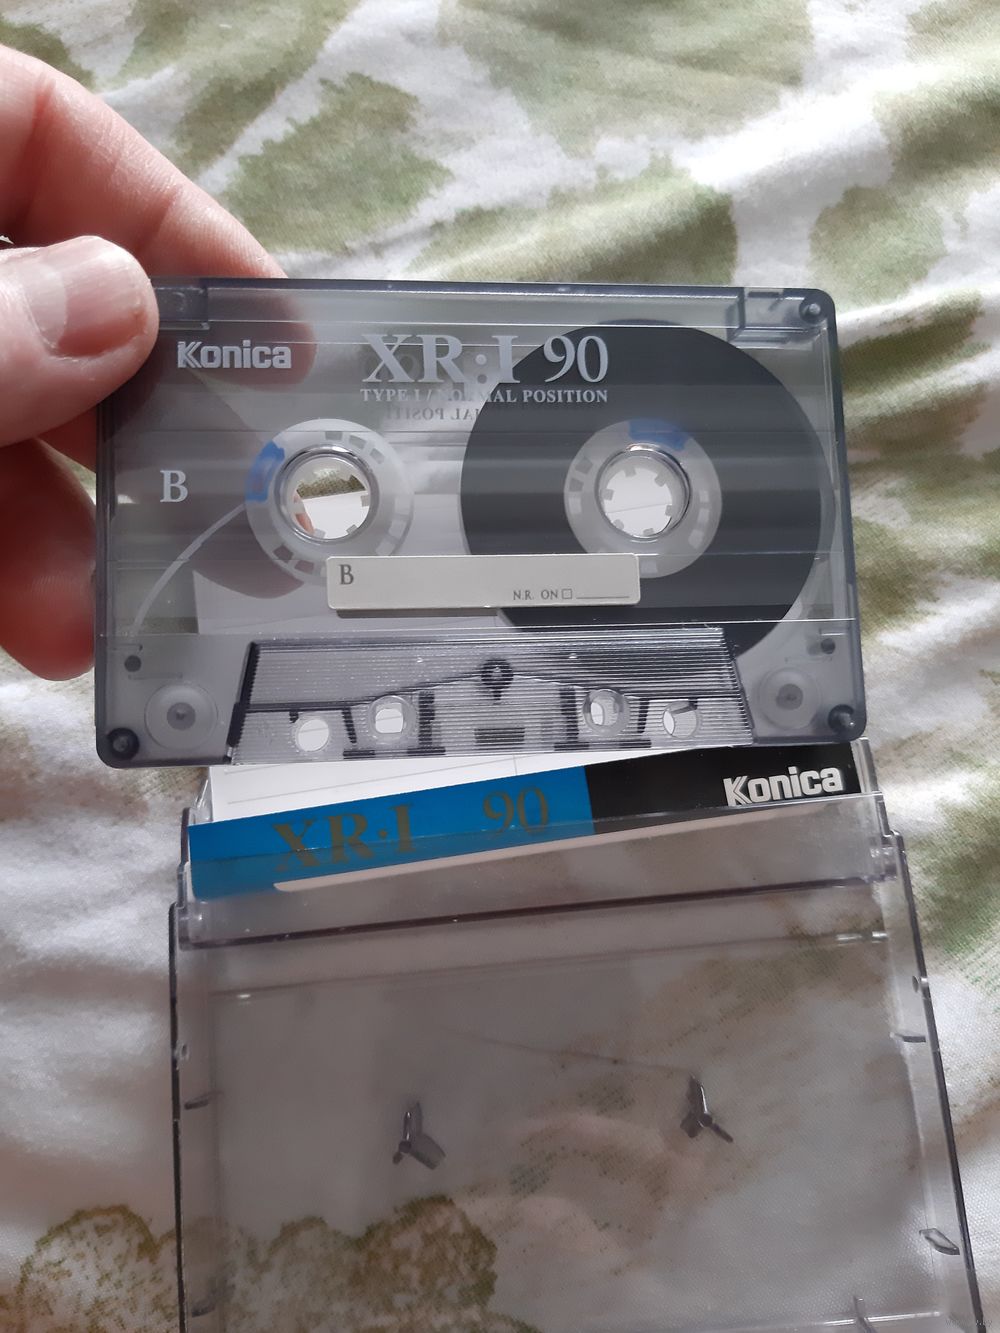 Konica
XR:I 90
TYPE I / NORMAL POSITION
B
B
N.R. ON
XR·I 90
Konica